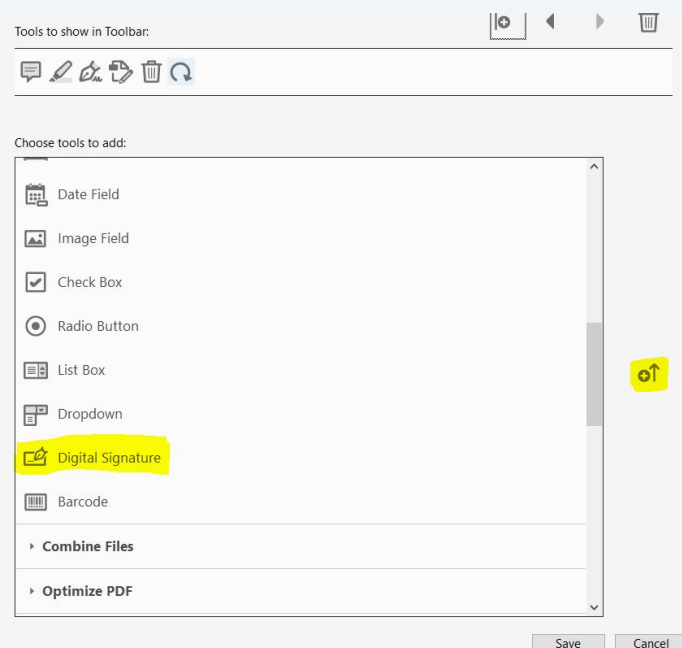 Tools to show in Toolbar:
Choose tools to add:
Date Field
Image Field
Check Box
Radio Button
List Box
Dropdown
Digital Signature
Barcode
Combine Files
Optimize PDF
Save Cancel